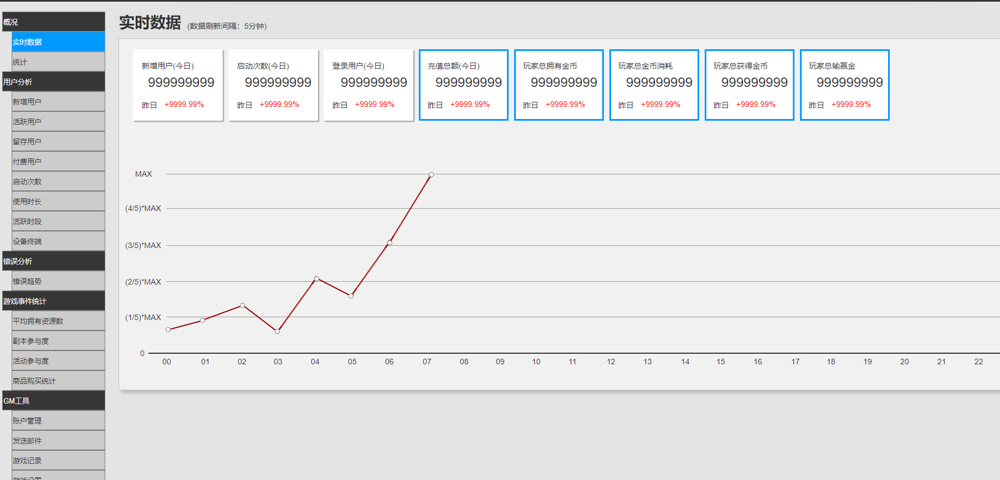 概况
实时数据
统计
用户分析
新增用户
活跃用户
留存用户
付费用户
启动次数
使用时长
活跃时段
设备终端
错误分析
错误趋势
游戏事件统计
平均拥有资源数
副本参与度
活动参与度
商品购买统计
GM工具
账户管理
发送邮件
游戏记录
游戏设置
实时数据 (数据刷新间隔：5分钟)
新增用户(今日)
999999999
昨日 +9999.99%
启动次数(今日)
999999999
昨日 +9999.99%
登录用户(今日)
999999999
昨日 +9999.99%
充值总额(今日)
999999999
昨日 +9999.99%
玩家总拥有金币
999999999
昨日 +9999.99%
玩家总金币消耗
999999999
昨日 +9999.99%
玩家总获得金币
999999999
昨日 +9999.99%
玩家总输赢金
999999999
昨日 +9999.99%
MAX
(4/5)*MAX
(3/5)*MAX
(2/5)*MAX
(1/5)*MAX
0
00 01 02 03 04 05 06 07 08 09 10 11 12 13 14 15 16 17 18 19 20 21 22